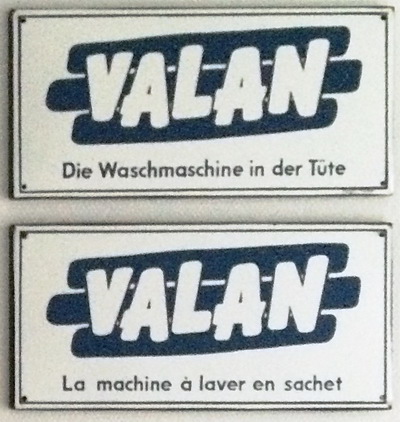 VALAN
Die Waschmaschine in der Tüte
VALAN
La machine à laver en sachet